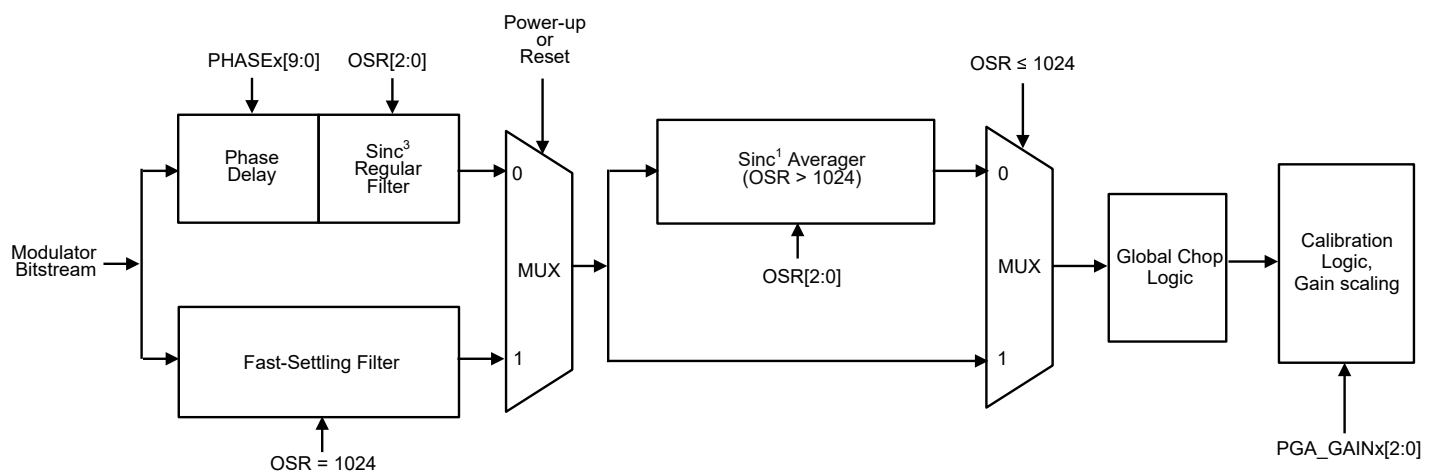 Power-up
or
Reset
PHASEx[9:0]
OSR[2:0]
OSR ≤ 1024
Phase
Delay
Sinc³
Regular
Filter
0
Sinc¹ Averager
(OSR > 1024)
0
Modulator
Bitstream
MUX
OSR[2:0]
MUX
Global Chop
Logic
Calibration
Logic,
Gain scaling
Fast-Settling Filter
1
1
OSR = 1024
PGA_GAINx[2:0]